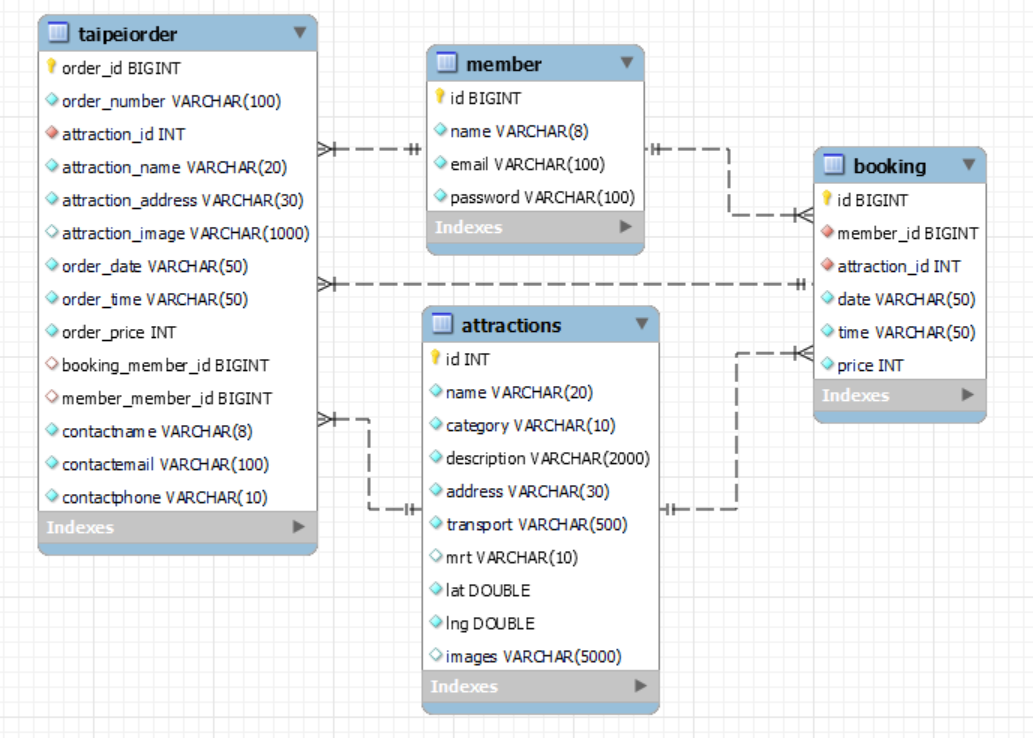 taipeiorder
order_id BIGINT
order_number VARCHAR(100)
attraction_id INT
attraction_name VARCHAR(20)
attraction_address VARCHAR(30)
attraction_image VARCHAR(1000)
order_date VARCHAR(50)
order_time VARCHAR(50)
order_price INT
booking_member_id BIGINT
member_member_id BIGINT
contactname VARCHAR(8)
contactemail VARCHAR(100)
contactphone VARCHAR(10)
Indexes
member
id BIGINT
name VARCHAR(8)
email VARCHAR(100)
password VARCHAR(100)
Indexes
attractions
id INT
name VARCHAR(20)
category VARCHAR(10)
description VARCHAR(2000)
address VARCHAR(30)
transport VARCHAR(500)
mrt VARCHAR(10)
lat DOUBLE
lng DOUBLE
images VARCHAR(5000)
Indexes
booking
id BIGINT
member_id BIGINT
attraction_id INT
date VARCHAR(50)
time VARCHAR(50)
price INT
Indexes